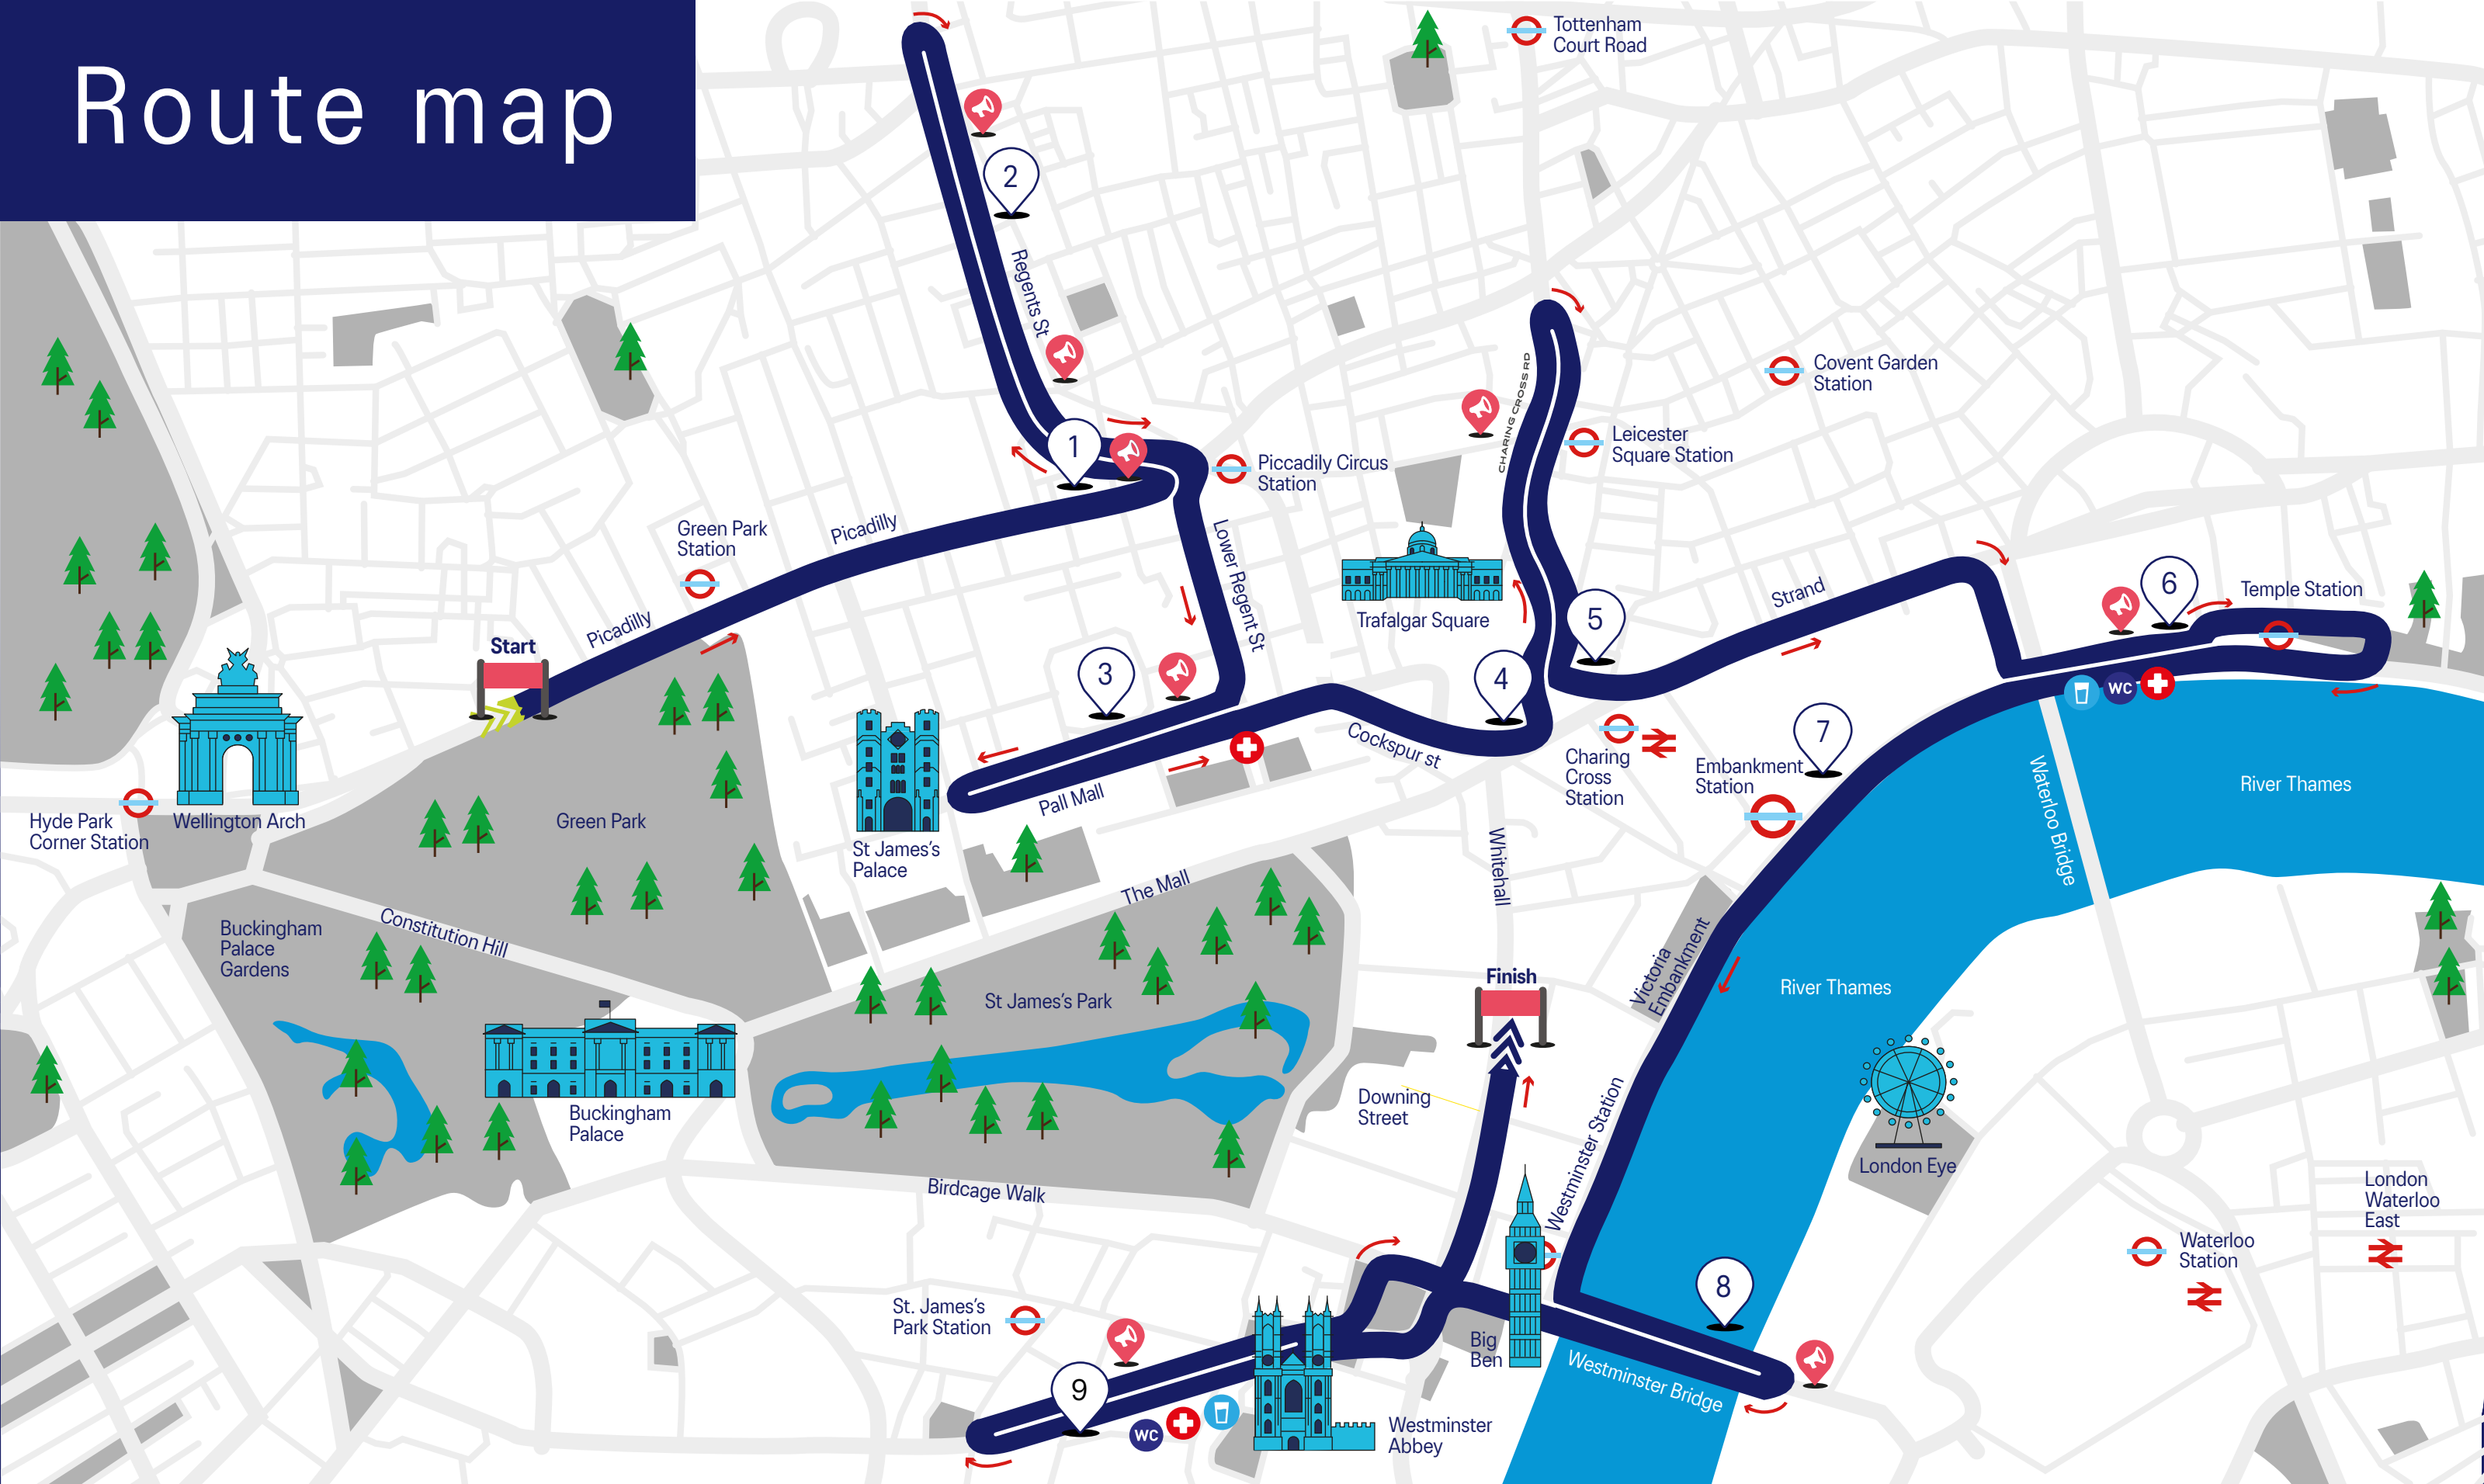 Route map
Tottenham
Court Road
2
Regents St
Covent Garden
Station
CHARING CROSS RD
Leicester
Square Station
1
Piccadily Circus
Station
Green Park
Station
Picadilly
Picadilly
Lower Regent St
Start
Trafalgar Square
5
Strand
6
Temple Station
3
4
WC
7
Hyde Park
Corner Station
Wellington Arch
Green Park
St James's
Palace
Pall Mall
Cockspur st
Charing
Cross
Station
Embankment
Station
Waterloo Bridge
River Thames
Whitehall
The Mall
Buckingham
Palace
Gardens
Constitution Hill
St James's Park
Finish
Victoria
Embankment
River Thames
Buckingham
Palace
Downing
Street
Westminster Station
London Eye
Birdcage Walk
London
Waterloo
East
Waterloo
Station
St. James's
Park Station
8
Big
Ben
Westminster Bridge
9
WC
Westminster
Abbey